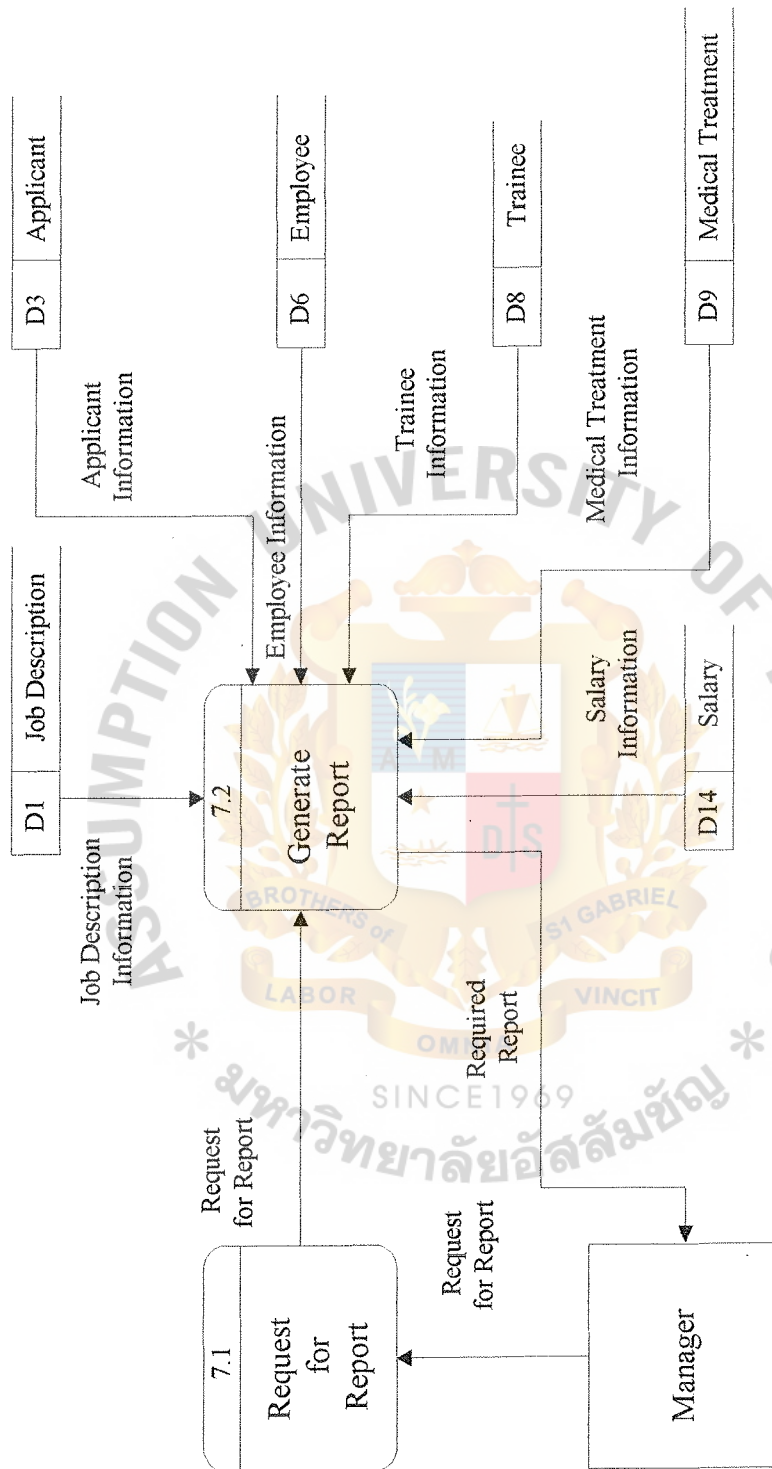 D1
Job Description
D3
Applicant
Job Description
Information
Applicant
Information
Request
for Report
7.1
Request
for
Report
7.2
Generate
Report
Employee Information
D6
Employee
Trainee
Information
D8
Trainee
Request
for Report
Required
Report
Salary
Information
Medical Treatment
Information
Manager
D14
Salary
D9
Medical Treatment
ASSUMPTION UNIVERSITY OF
A M
D S
BROTHERS of
S1 GABRIEL
LABOR
VINCIT
SINCE1969
* มหาวิทยาลัยอัสสัมชัญ *